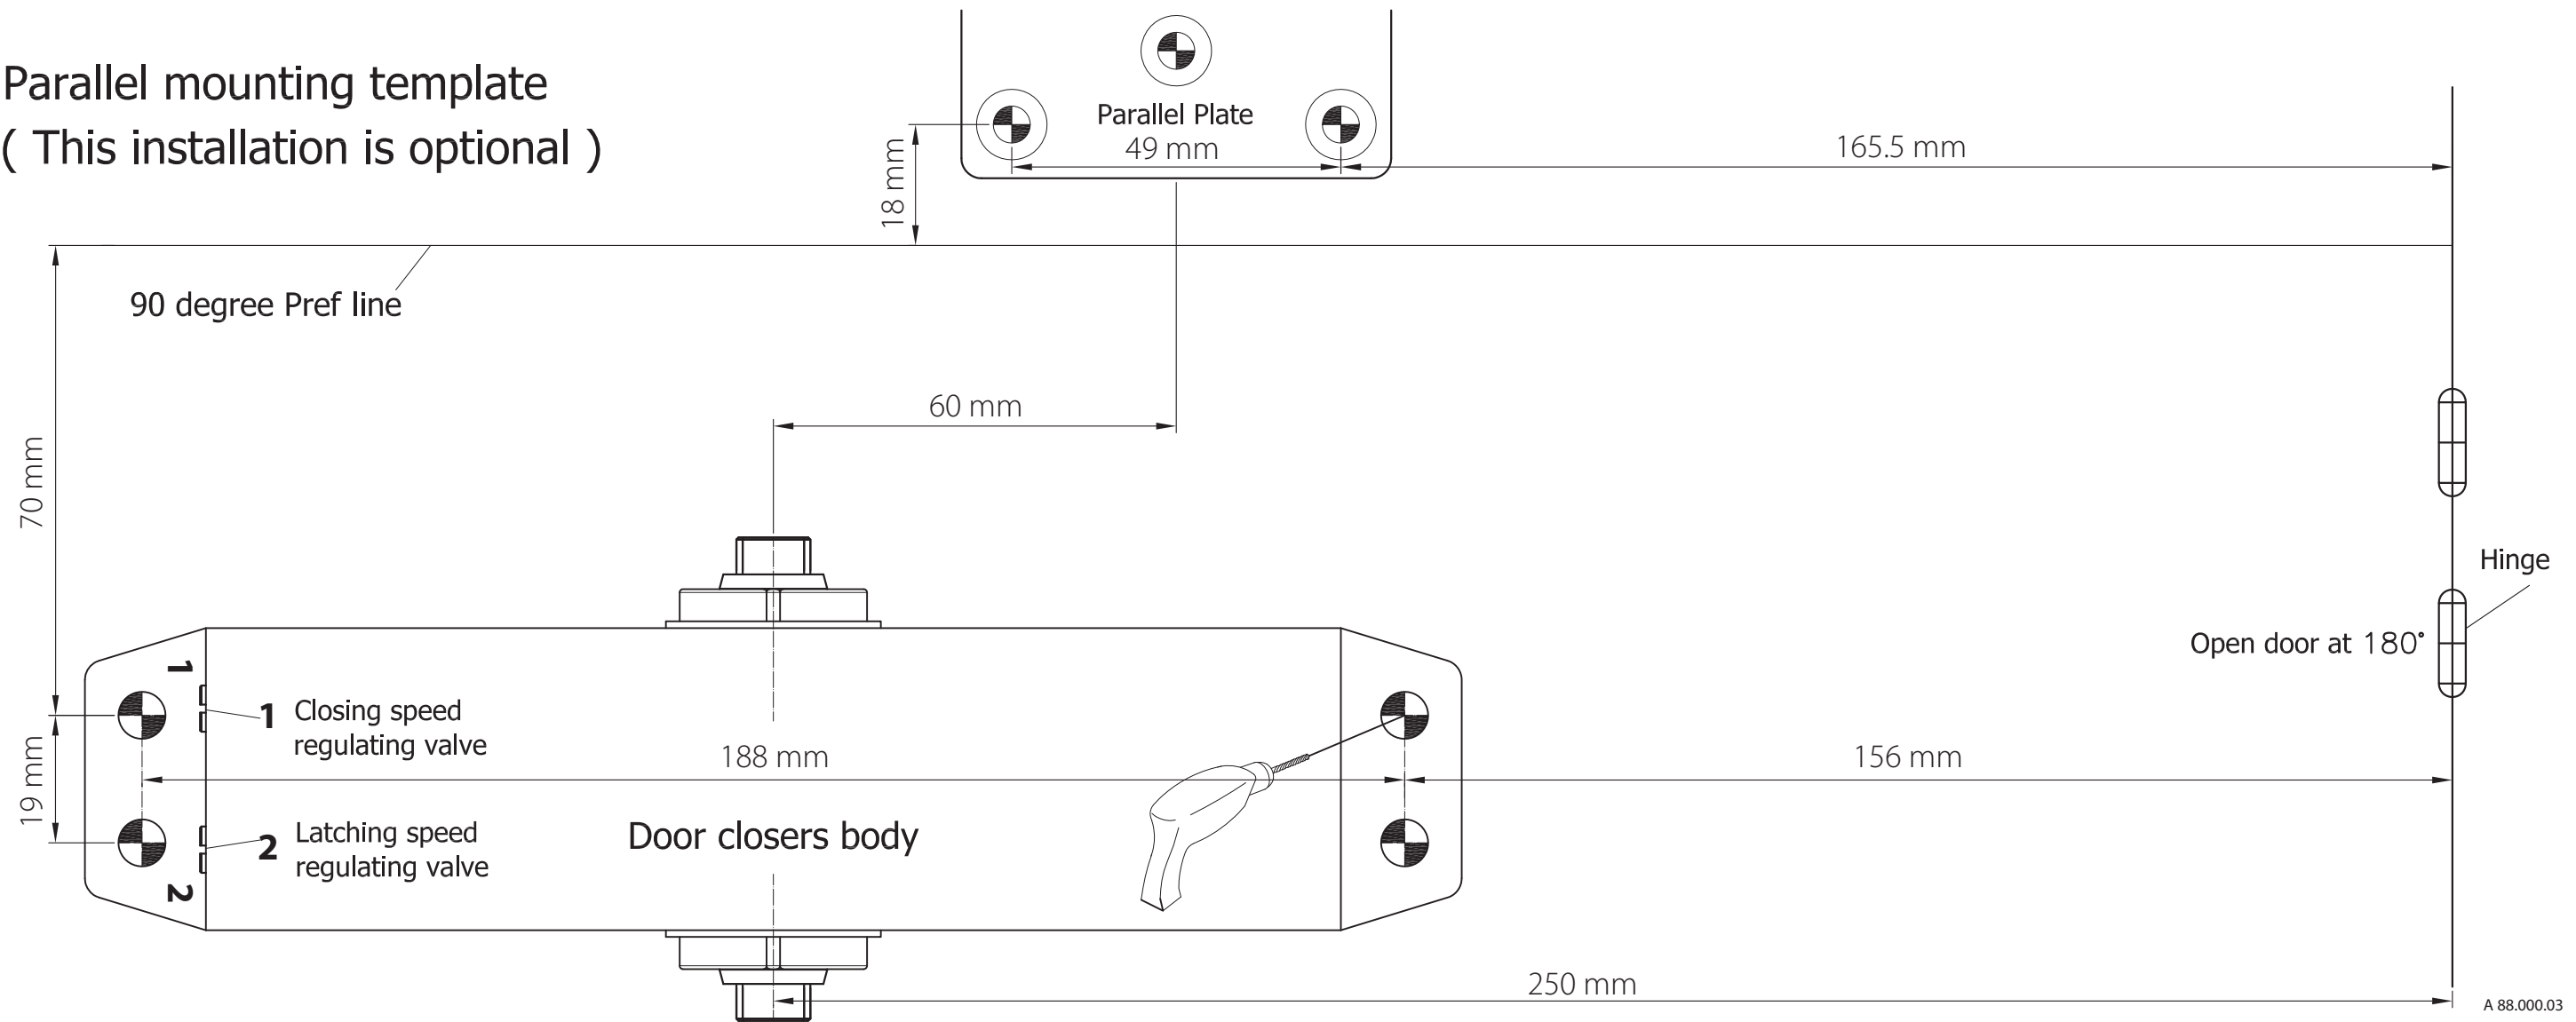 Parallel mounting template
( This installation is optional )
Parallel Plate
49 mm
165.5 mm
18 mm
90 degree Pref line
60 mm
70 mm
Hinge
Open door at 180°
1
1 Closing speed
regulating valve
188 mm
156 mm
19 mm
2 Latching speed
regulating valve
Door closers body
2
250 mm
A 88.000.03